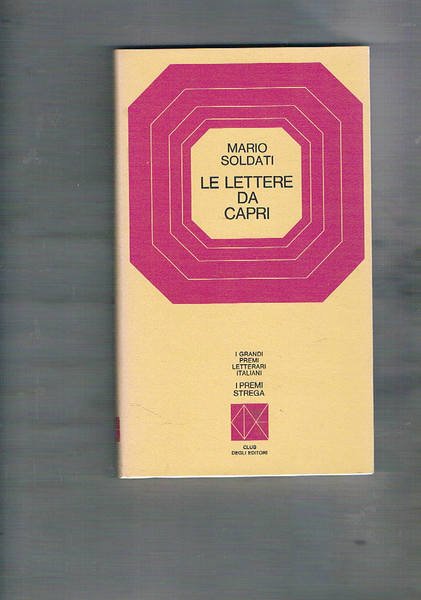 MARIO
SOLDATI
LE LETTERE
DA
CAPRI
I GRANDI
PREMI
LETTERARI
ITALIANI
I PREMI
STREGA
CLUB
DEGLI EDITORI